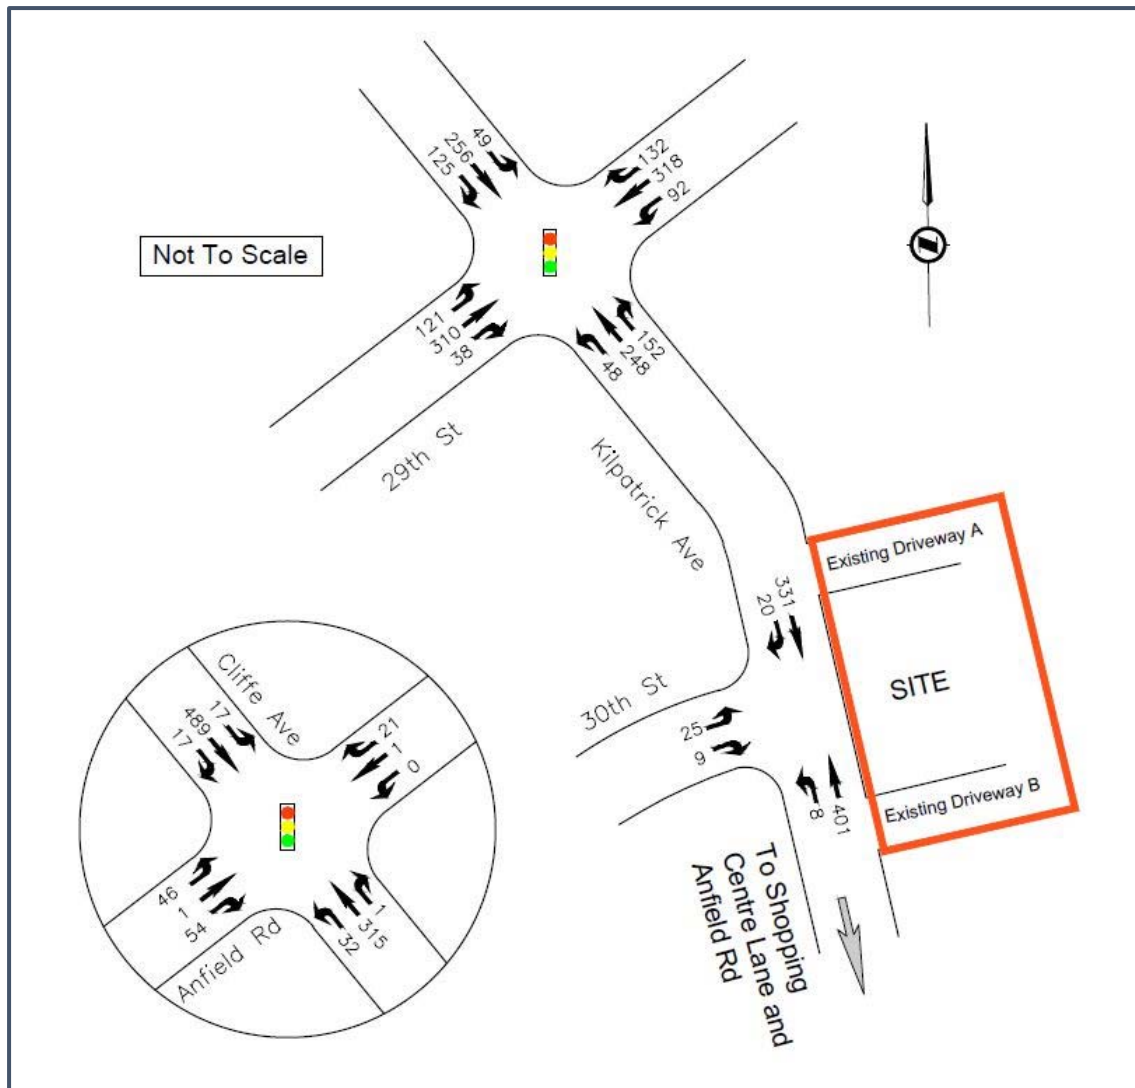 49
256
125
132
318
92
Not To Scale
121
310
38
152
248
48
29th St
Kilpatrick Ave
Existing Driveway A
331
20
SITE
30th St
25
9
401
8
Existing Driveway B
To Shopping
Centre Lane and
Anfield Rd
Cliffe Ave
17
489
17
21
1
0
46
1
54
1
315
32
Anfield Rd